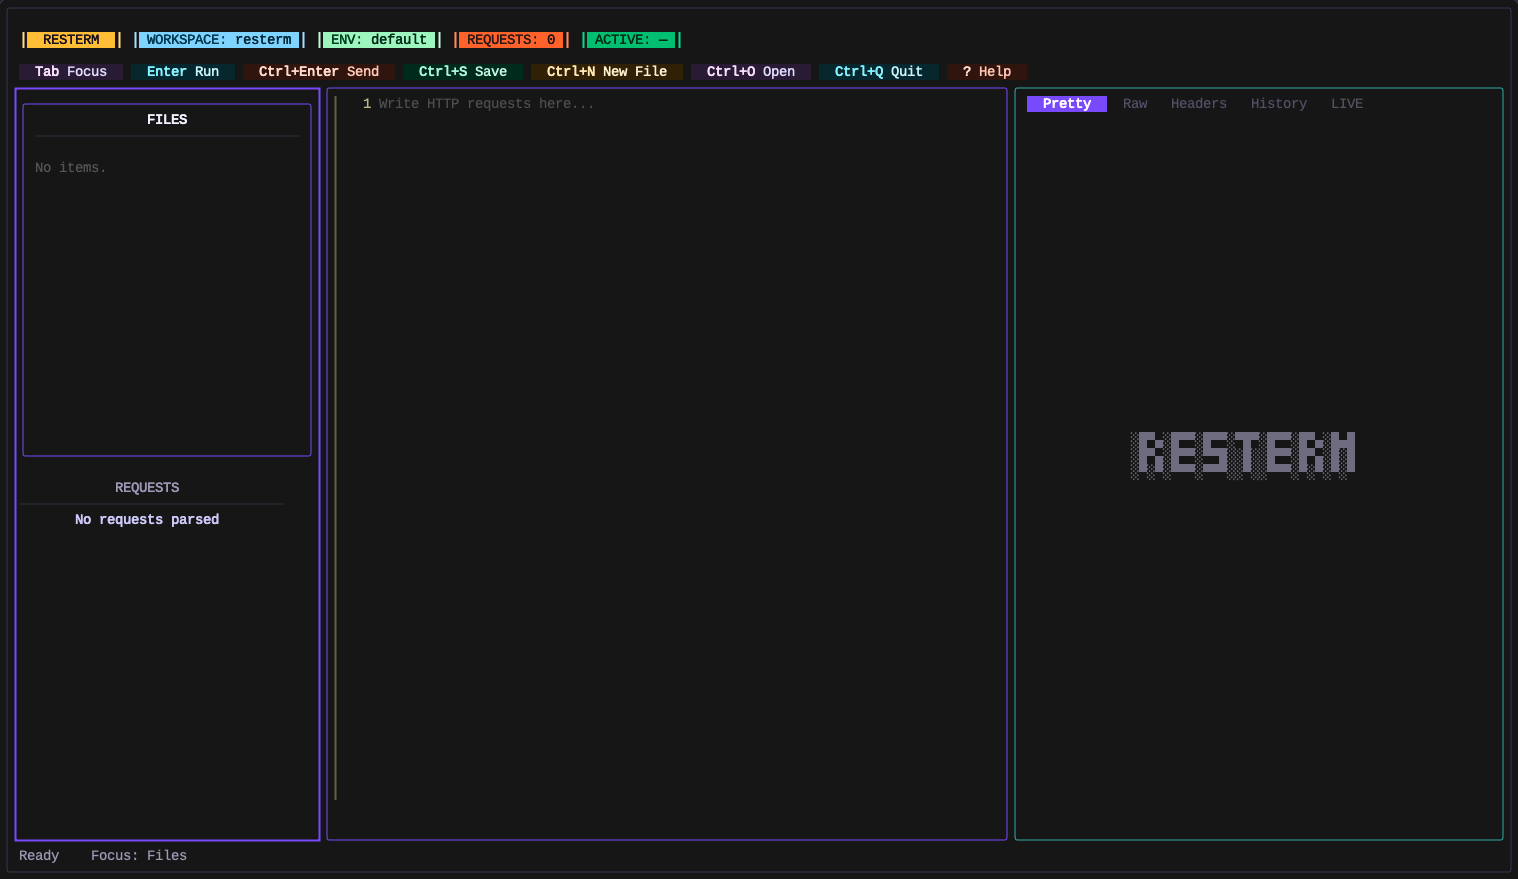 RESTERM WORKSPACE: resterm ENV: default REQUESTS: 0 ACTIVE: —
Tab Focus Enter Run Ctrl+Enter Send Ctrl+S Save Ctrl+N New File Ctrl+O Open Ctrl+Q Quit ? Help
FILES
No items.
REQUESTS
No requests parsed
1 Write HTTP requests here...
Pretty Raw Headers History LIVE
RESTERM
Ready Focus: Files